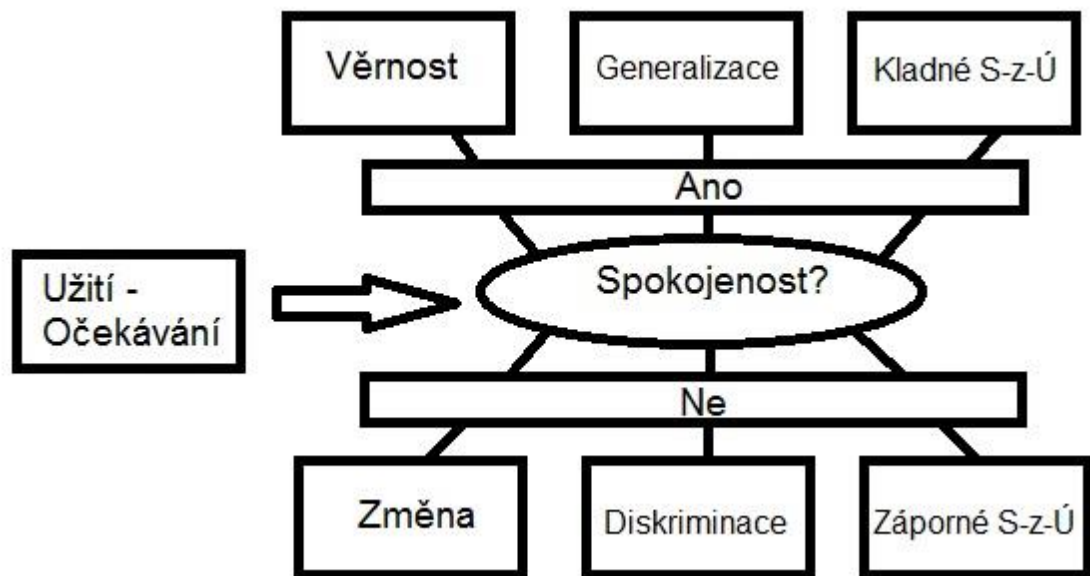 Věrnost
Generalizace
Kladné S-z-Ú
Ano
Užití -
Očekávání
Spokojenost?
Ne
Změna
Diskriminace
Záporné S-z-Ú